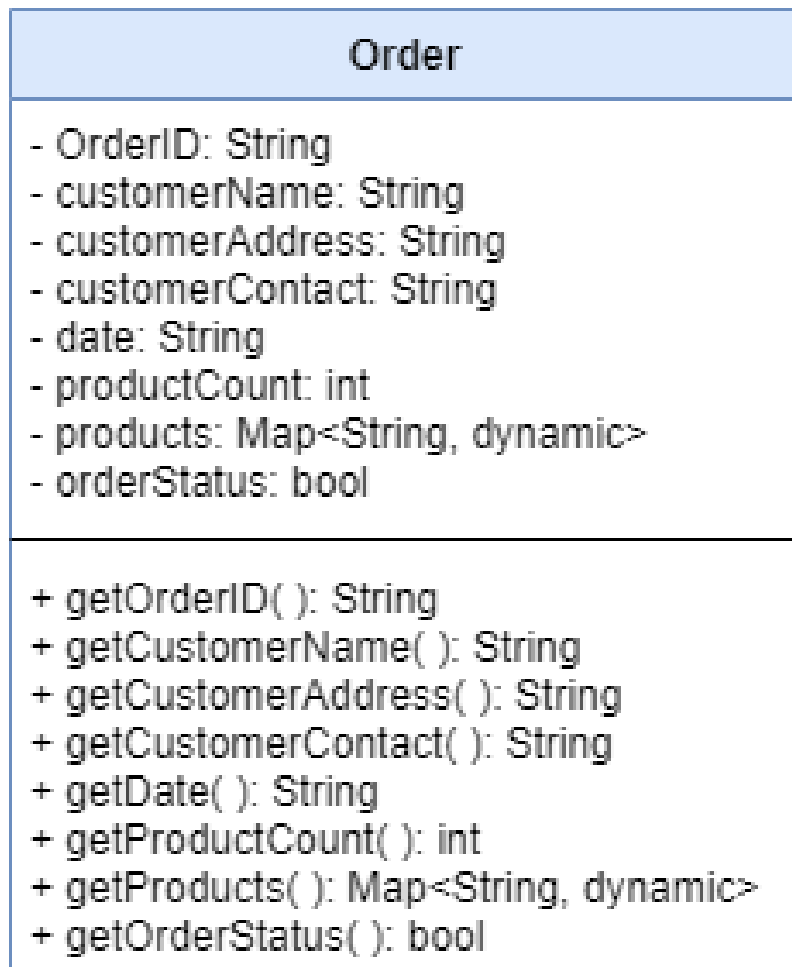 Order
- OrderID: String
- customerName: String
- customerAddress: String
- customerContact: String
- date: String
- productCount: int
- products: Map<String, dynamic>
- orderStatus: bool
+ getOrderID( ): String
+ getCustomerName( ): String
+ getCustomerAddress( ): String
+ getCustomerContact( ): String
+ getDate( ): String
+ getProductCount( ): int
+ getProducts( ): Map<String, dynamic>
+ getOrderStatus( ): bool